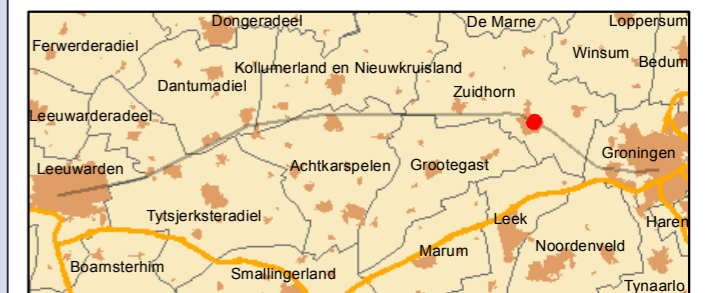 Dongeradeel
De Marne
Loppersum
Ferwerderadiel
Winsum
Bedum
Kollumerland en Nieuwkruisland
Dantumadiel
Zuidhorn
Leeuwarderadeel
Groningen
Leeuwarden
Achtkarspelen
Grootegast
Tytsjerksteradiel
Leek
Haren
Marum
Noordenveld
Boarnsterhim
Smallingerland
Tynaarlo